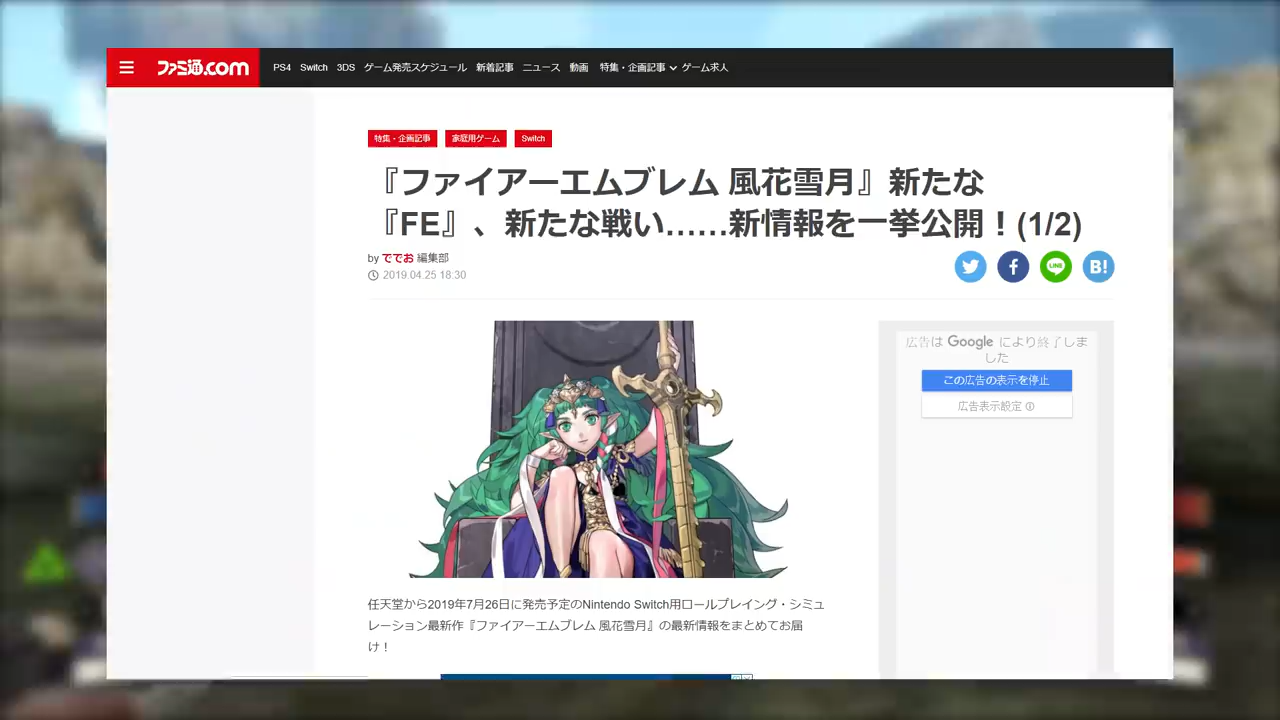 ファミ通.com
PS4 Switch 3DS ゲーム発売スケジュール 新着記事 ニュース 動画 特集・企画記事 ゲーム求人
特集・企画記事 家庭用ゲーム Switch
『ファイアーエムブレム 風花雪月』新たな
『FE』、新たな戦い……新情報を一挙公開！(1/2)
by ででお 編集部
2019.04.25 18:30
LINE
B!
広告は Google により終了しま
した
この広告の表示を停止
広告表示設定
任天堂から2019年7月26日に発売予定のNintendo Switch用ロールプレイング・シミュ
レーション最新作『ファイアーエムブレム 風花雪月』の最新情報をまとめてお届
け！